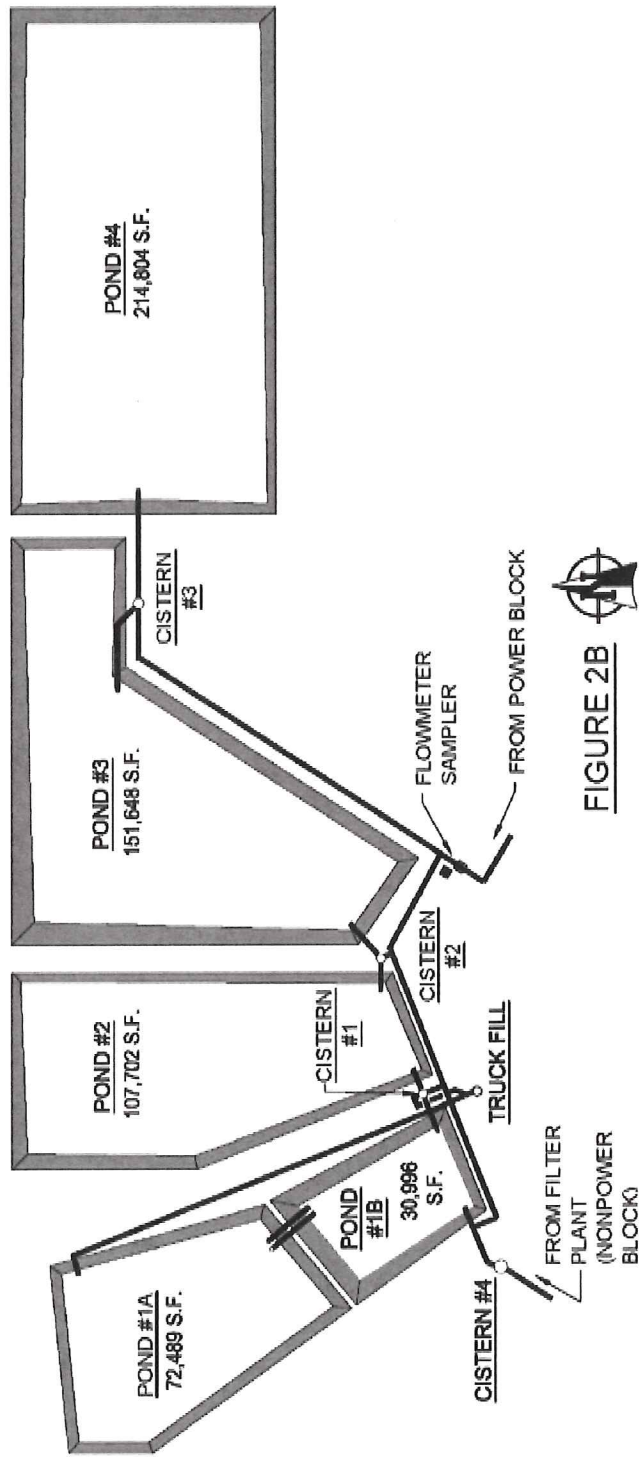 POND #1A
72,489 S.F.
POND
#1B
30,996
S.F.
POND #2
107,702 S.F.
POND #3
151,648 S.F.
POND #4
214,804 S.F.
CISTERN
#1
CISTERN
#2
CISTERN
#3
CISTERN #4
TRUCK FILL
FLOWMETER
SAMPLER
FROM POWER BLOCK
FROM FILTER
PLANT
(NONPOWER
BLOCK)
FIGURE 2B